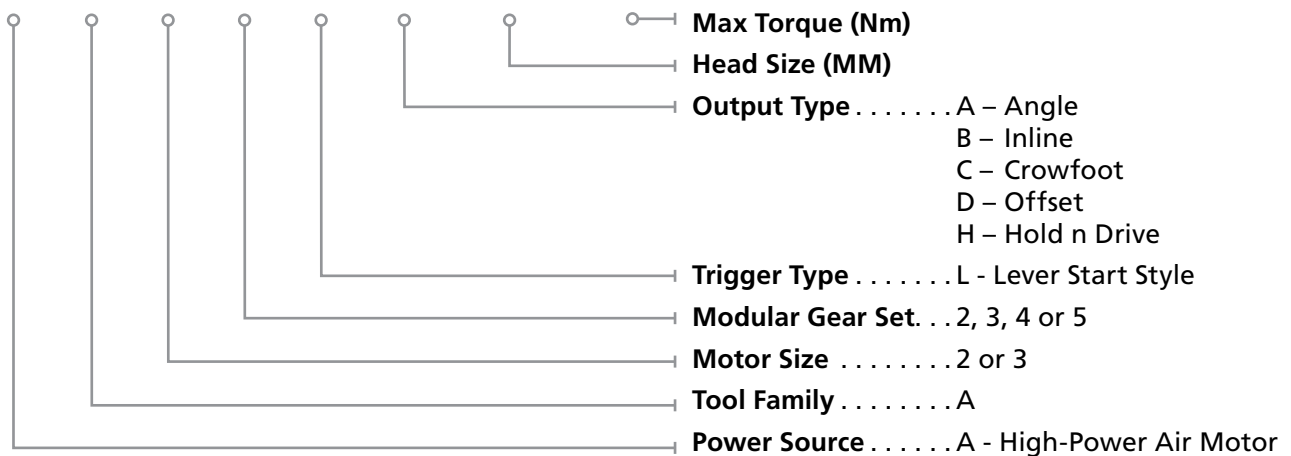 Max Torque (Nm)
Head Size (MM)
Output Type . . . . . . . A – Angle
B – Inline
C – Crowfoot
D – Offset
H – Hold n Drive
Trigger Type . . . . . . . L - Lever Start Style
Modular Gear Set. . . 2, 3, 4 or 5
Motor Size . . . . . . . . 2 or 3
Tool Family . . . . . . . . A
Power Source . . . . . . A - High-Power Air Motor